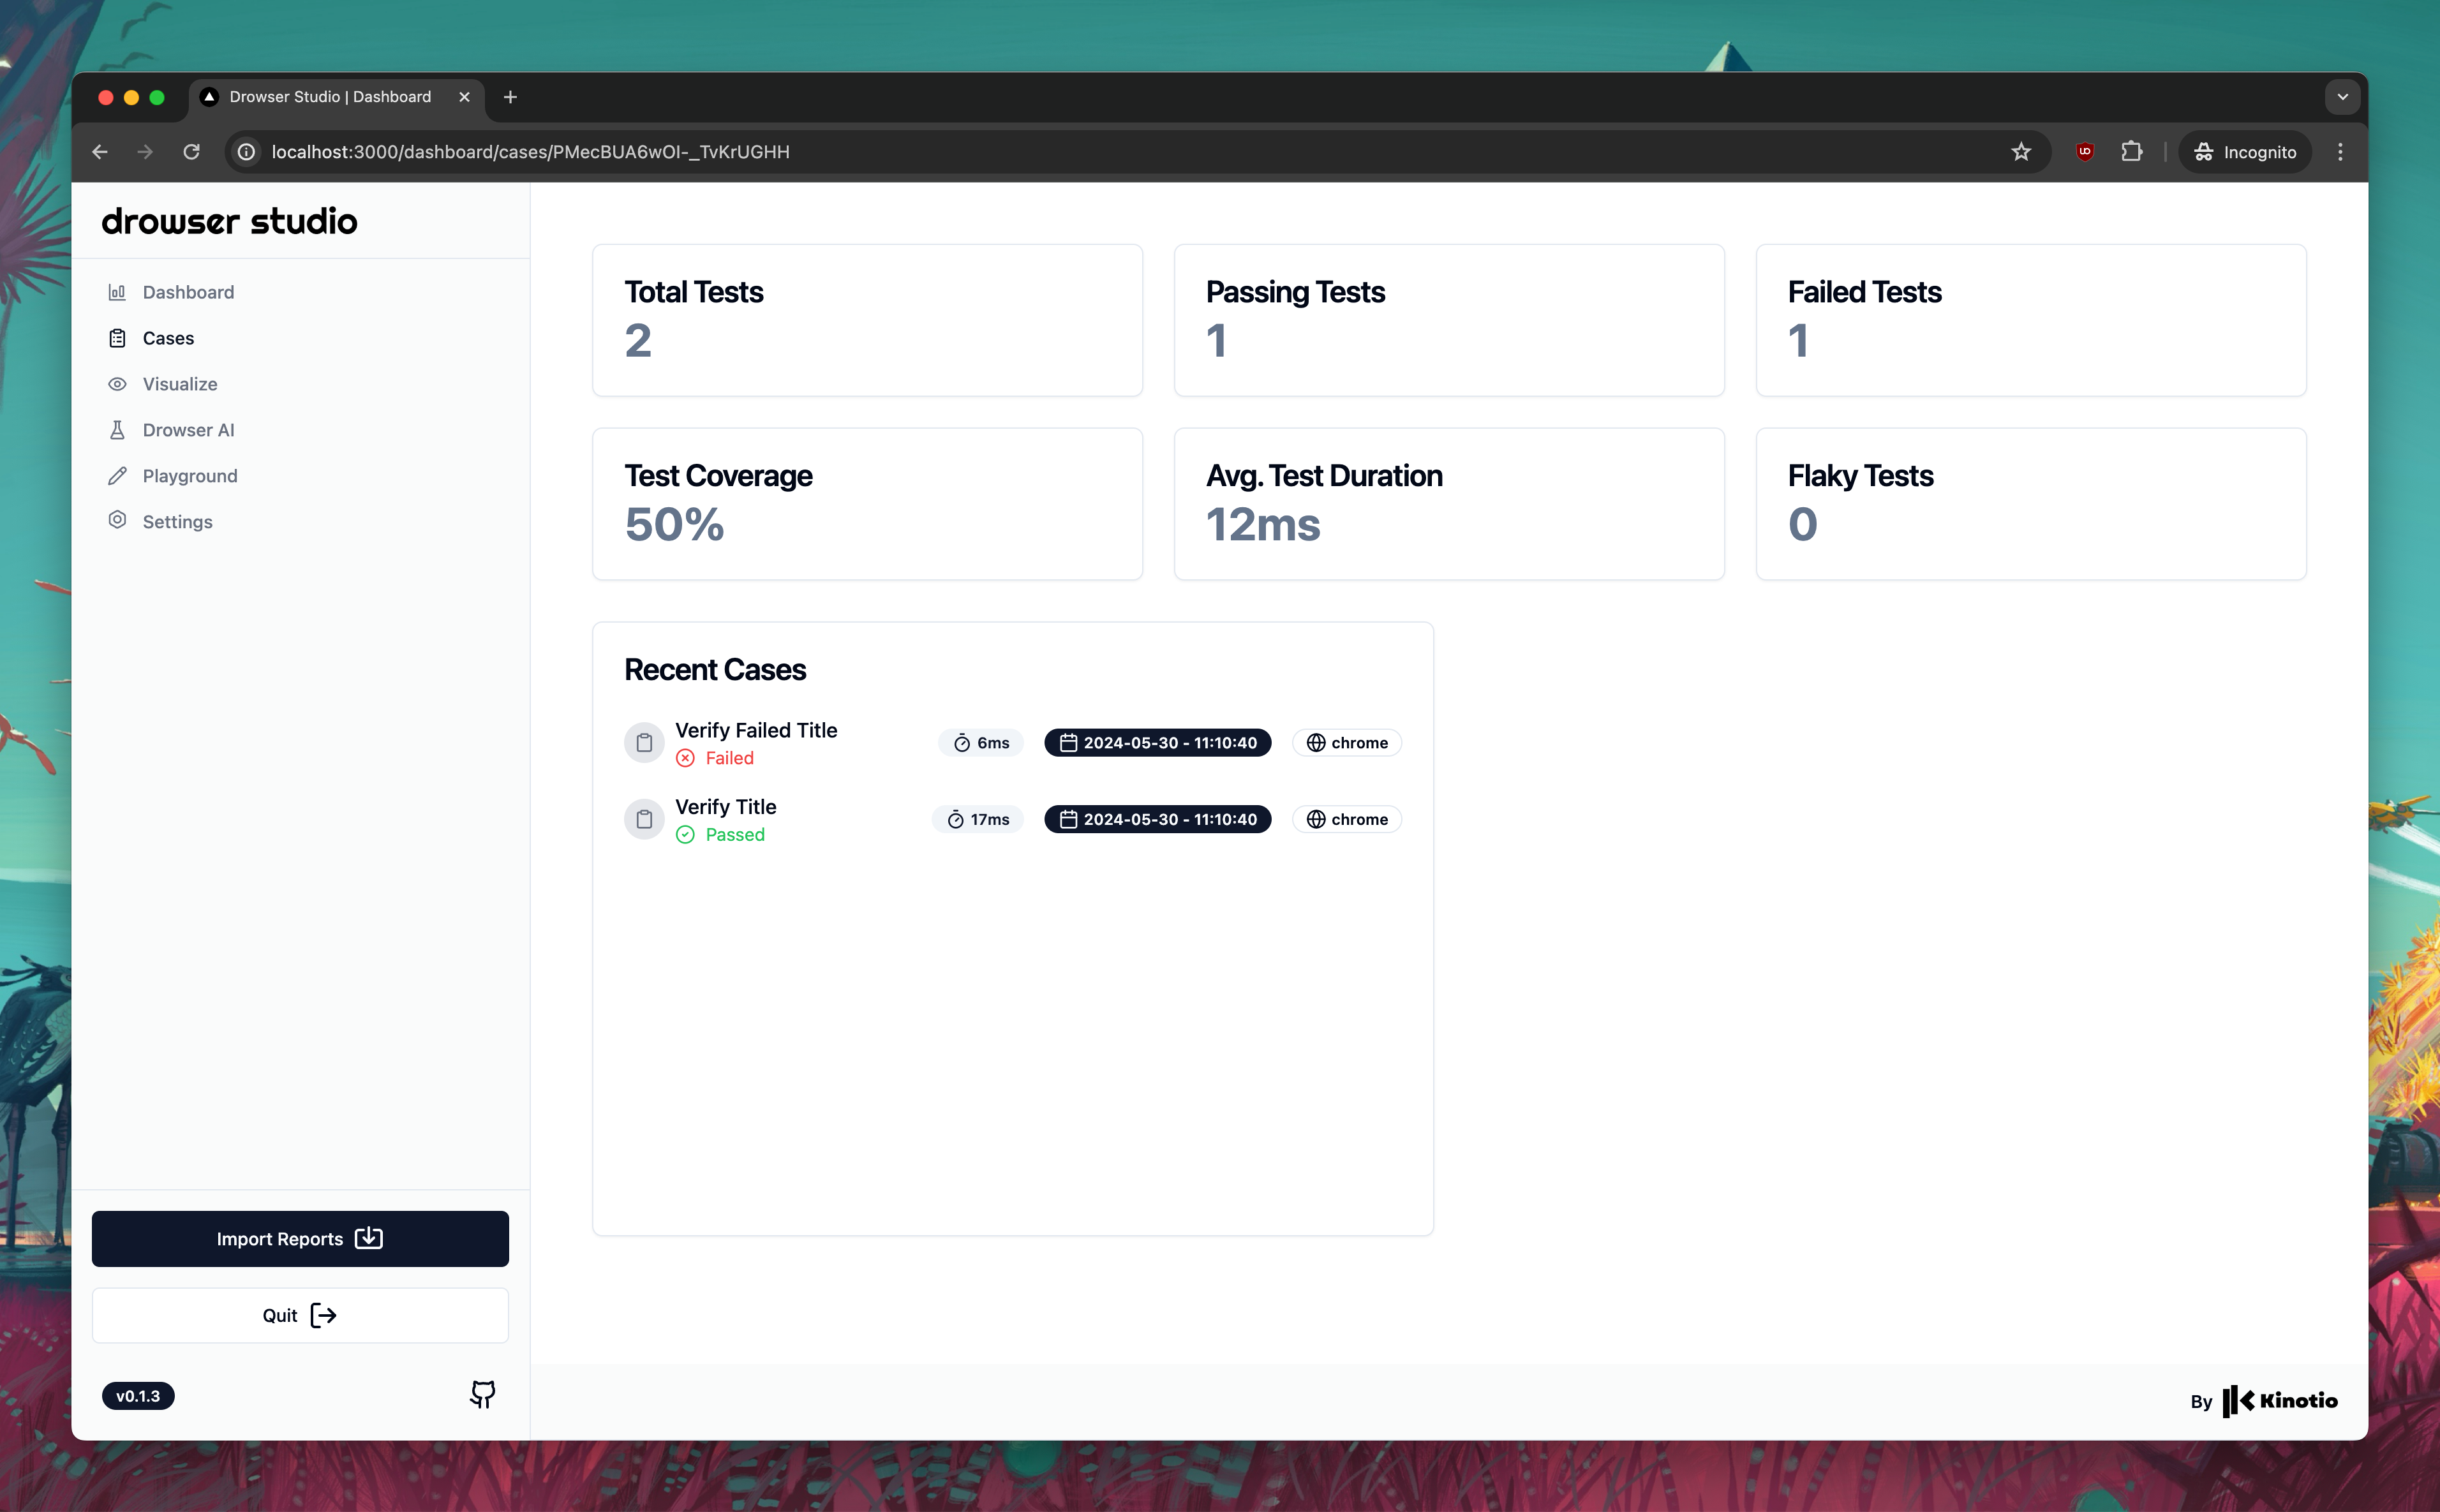 Drowser Studio | Dashboard
localhost:3000/dashboard/cases/PMecBUA6wOI-_TvKrUGHH
Incognito
drowser studio
Dashboard
Cases
Visualize
Drowser AI
Playground
Settings
Import Reports
Quit
v0.1.3
Total Tests
2
Passing Tests
1
Failed Tests
1
Test Coverage
50%
Avg. Test Duration
12ms
Flaky Tests
0
Recent Cases
Verify Failed Title
Failed
6ms
2024-05-30 - 11:10:40
chrome
Verify Title
Passed
17ms
2024-05-30 - 11:10:40
chrome
By Kinotio